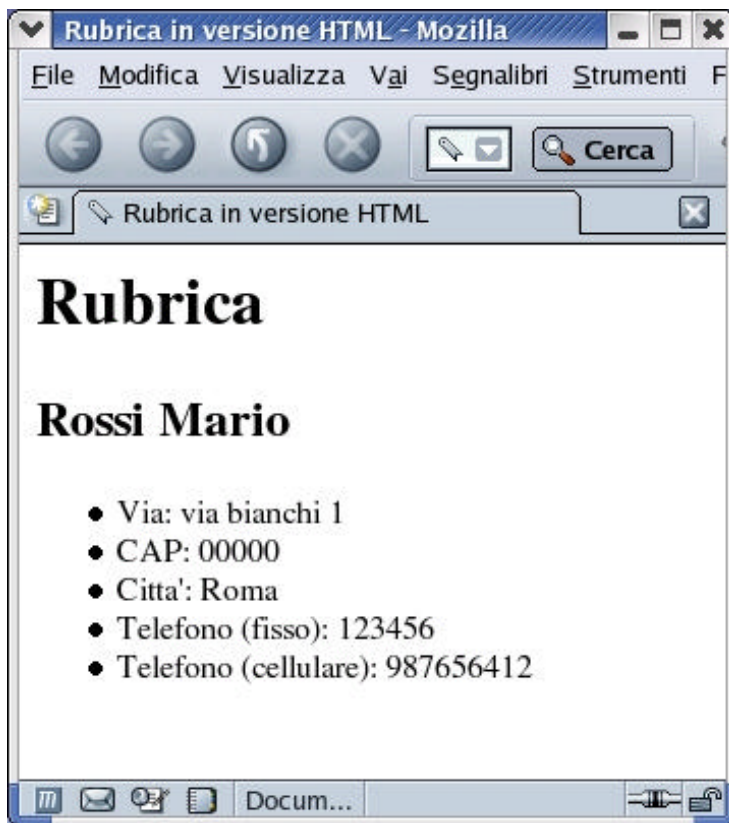 Rubrica in versione HTML - Mozilla
File Modifica Visualizza Vai Segnalibri Strumenti F
Cerca
Rubrica in versione HTML
Rubrica
Rossi Mario
Via: via bianchi 1
CAP: 00000
Citta': Roma
Telefono (fisso): 123456
Telefono (cellulare): 987656412
Docum...